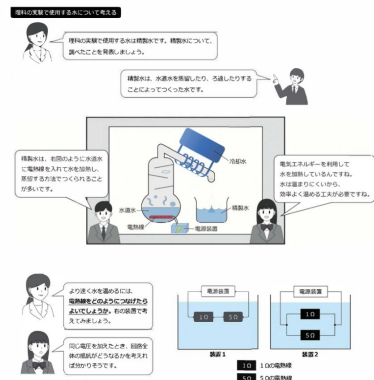 理科の実験で使用する水について考える
理科の実験で使用する水は精製水です。精製水について、
調べたことを発表しましょう。
精製水は、水道水を蒸留したり、ろ過したりする
ことによってつくった水です。
精製水は、右図のように水道水
に電熱線を入れて水を加熱し、
蒸留する方法でつくられること
が多いです。
冷却水
水道水
精製水
電熱線
電源装置
電気エネルギーを利用して
水を加熱しているんですね。
水は温まりにくいから、
効率よく温める工夫が必要ですね。
より速く水を温めるには、
電熱線をどのようにつなげたら
よいでしょうか。右の装置で考
えてみましょう。
同じ電圧を加えたとき、回路全
体の抵抗がどうなるかを考えれ
ば分かりそうです。
電源装置
1Ω 5Ω
装置1
電源装置
1Ω
5Ω
装置2
1Ω 1Ωの電熱線
5Ω 5Ωの電熱線